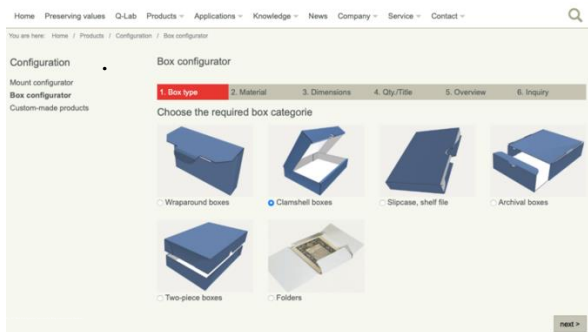 Home Preserving values Q-Lab Products Applications Knowledge News Company Service Contact
You are here: Home / Products / Configuration / Box configurator
Configuration
Mount configurator
Box configurator
Custom-made products
Box configurator
1. Box type 2. Material 3. Dimensions 4. Qty./Title 5. Overview 6. Inquiry
Choose the required box categorie
Wraparound boxes Clamshell boxes Slipcase, shelf file Archival boxes
Two-piece boxes Folders
next >